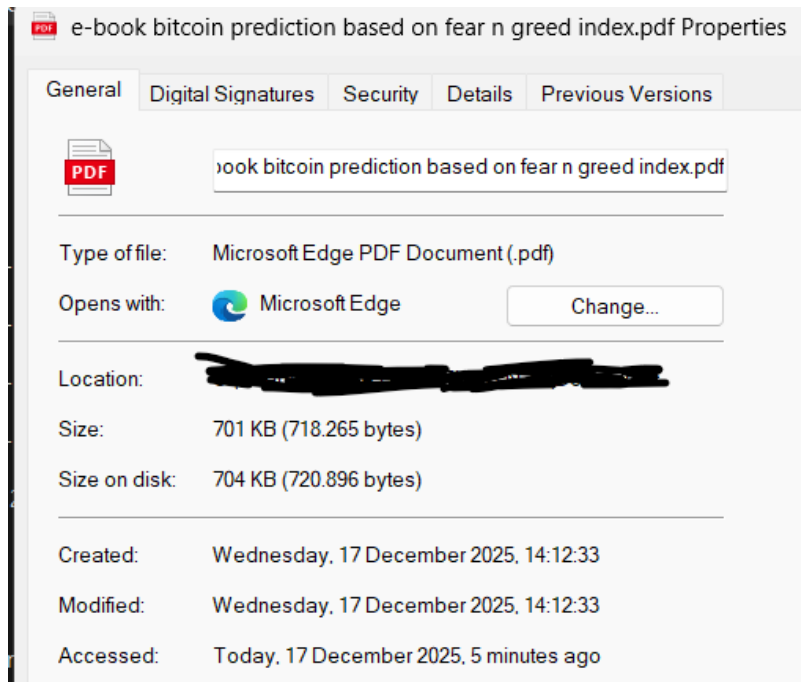 e-book bitcoin prediction based on fear n greed index.pdf Properties
General Digital Signatures Security Details Previous Versions
PDF
book bitcoin prediction based on fear n greed index.pdf
Type of file: Microsoft Edge PDF Document (.pdf)
Opens with: Microsoft Edge Change...
Location:
Size: 701 KB (718.265 bytes)
Size on disk: 704 KB (720.896 bytes)
Created: Wednesday, 17 December 2025, 14:12:33
Modified: Wednesday, 17 December 2025, 14:12:33
Accessed: Today, 17 December 2025, 5 minutes ago